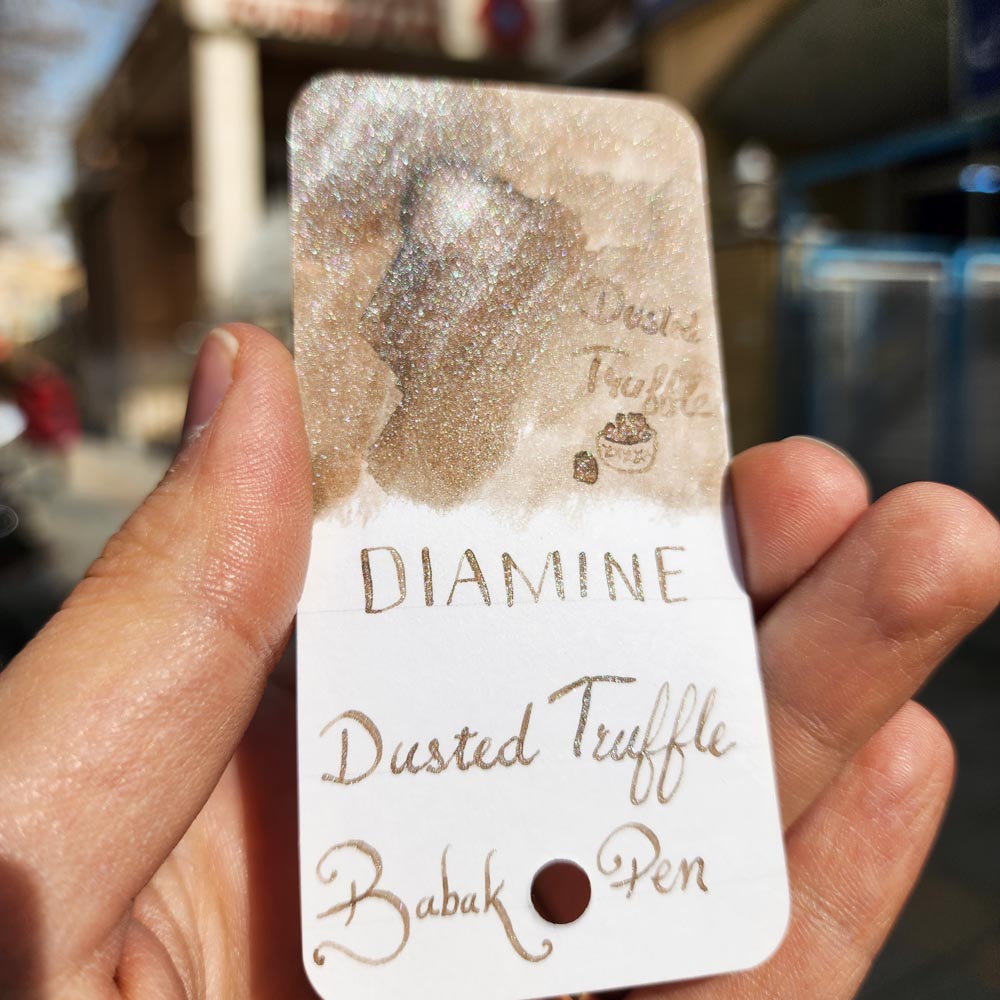 Dusted
Truffle
DIAMINE
Dusted Truffle
Babak Pen